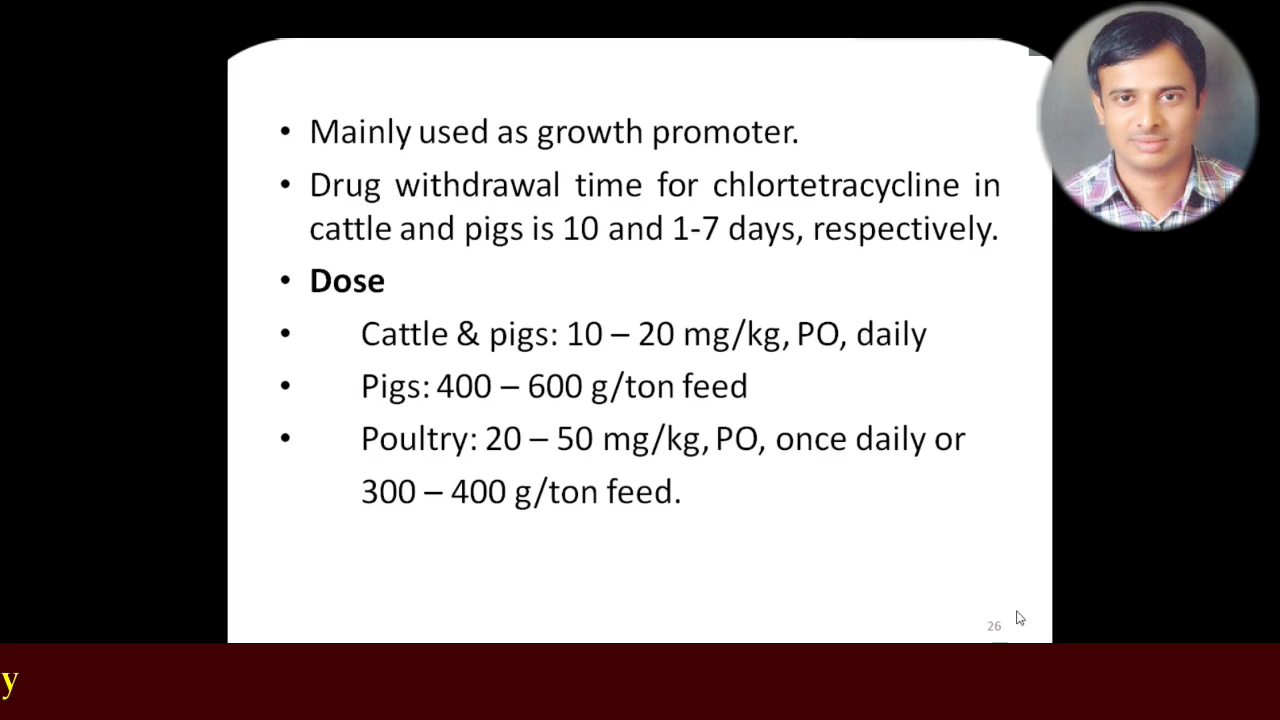 • Mainly used as growth promoter.
• Drug withdrawal time for chlortetracycline in
cattle and pigs is 10 and 1-7 days, respectively.
• Dose
• Cattle & pigs: 10 – 20 mg/kg, PO, daily
• Pigs: 400 – 600 g/ton feed
• Poultry: 20 – 50 mg/kg, PO, once daily or
300 – 400 g/ton feed.
26
y